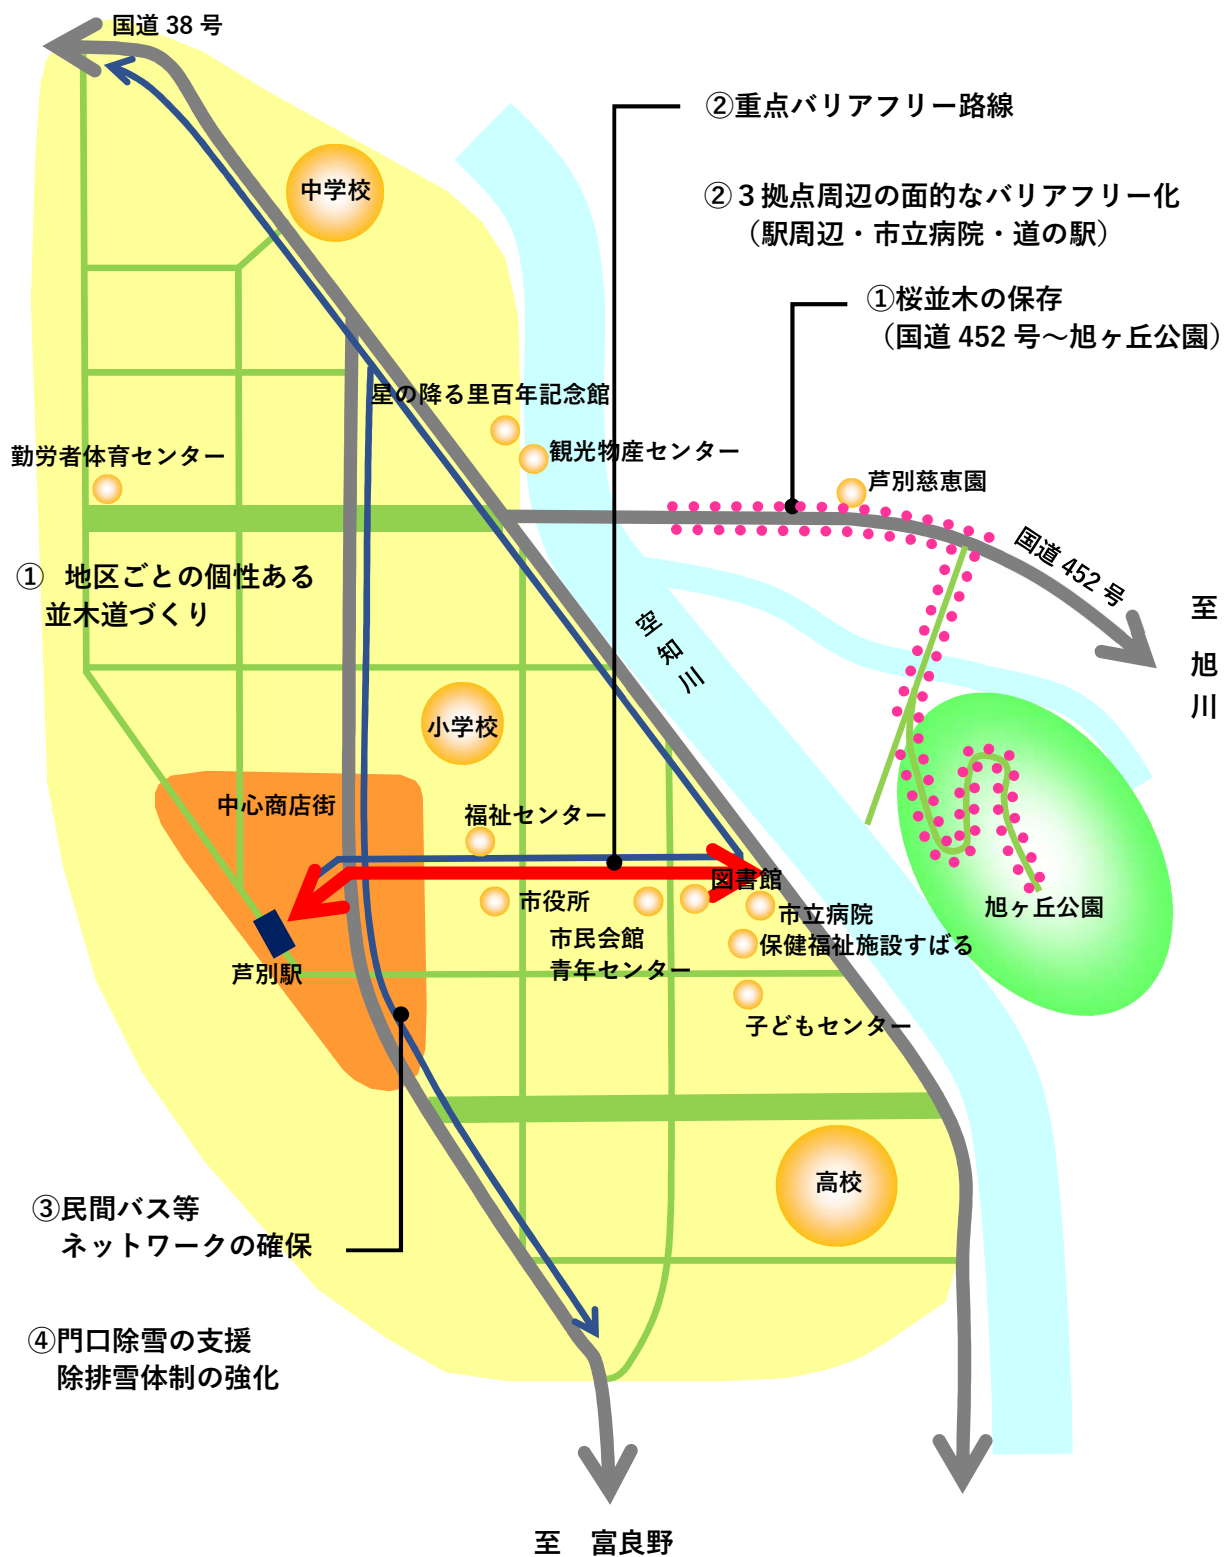 国道 38 号
②重点バリアフリー路線
中学校
②３拠点周辺の面的なバリアフリー化
（駅周辺・市立病院・道の駅）
①桜並木の保存
（国道 452 号～旭ヶ丘公園）
星の降る里百年記念館
観光物産センター
勤労者体育センター
芦別慈恵園
国道 452 号
① 地区ごとの個性ある
並木道づくり
至 旭川
空知川
小学校
中心商店街
福祉センター
図書館
市役所
市立病院
旭ヶ丘公園
市民会館
青年センター
保健福祉施設すばる
芦別駅
子どもセンター
高校
③民間バス等
ネットワークの確保
④門口除雪の支援
除排雪体制の強化
至 富良野